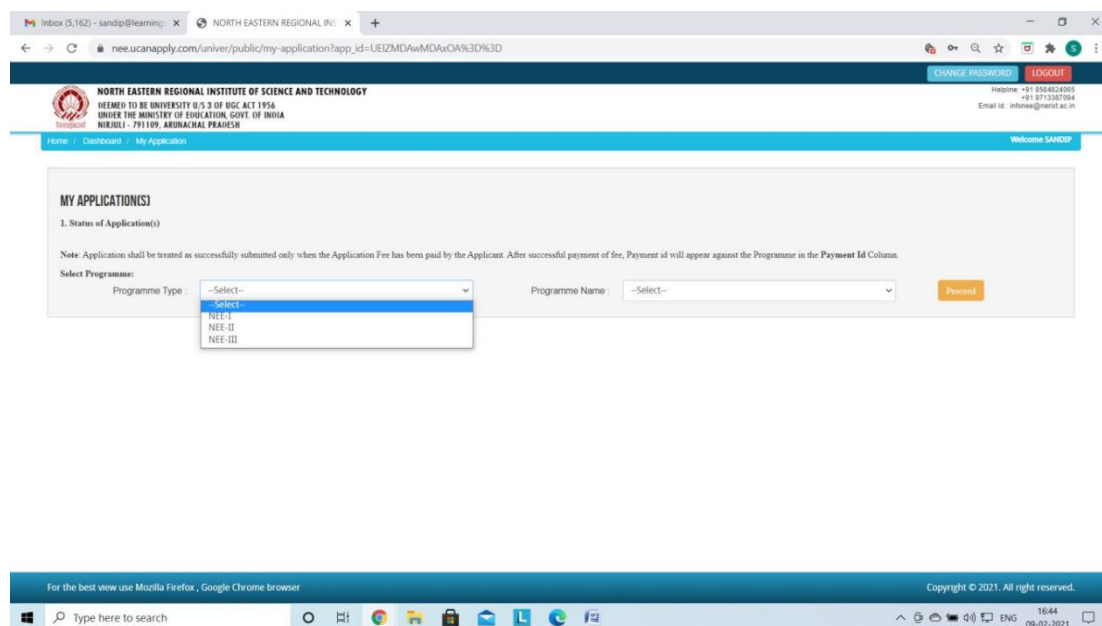 Inbox (5,162) - sandip@learning
NORTH EASTERN REGIONAL INS
nee.ucanapply.com/univer/public/my-application?app_id=UEIZMDAwMDAxOA%3D%3D
S
CHANGE PASSWORD LOGOUT
NORTH EASTERN REGIONAL INSTITUTE OF SCIENCE AND TECHNOLOGY
DEEMED TO BE UNIVERSITY U/S 3 OF UGC ACT 1956
UNDER THE MINISTRY OF EDUCATION, GOVT. OF INDIA
NIRJULI - 791109, ARUNACHAL PRADESH
Helpline: +91 8584824065
+91 9713387094
Email Id : infonee@nerist.ac.in
Home / Dashboard / My Application
Welcome SANDIP
MY APPLICATION(S)
1. Status of Application(s)
Note: Application shall be treated as successfully submitted only when the Application Fee has been paid by the Applicant. After successful payment of fee, Payment id will appear against the Programme in the Payment Id Column.
Select Programme:
Programme Type : --Select-- Programme Name : --Select-- Proceed
--Select--
NEE-I
NEE-II
NEE-III
For the best view use Mozilla Firefox , Google Chrome browser
Copyright © 2021. All right reserved.
Type here to search
ENG
16:44
09-02-2021